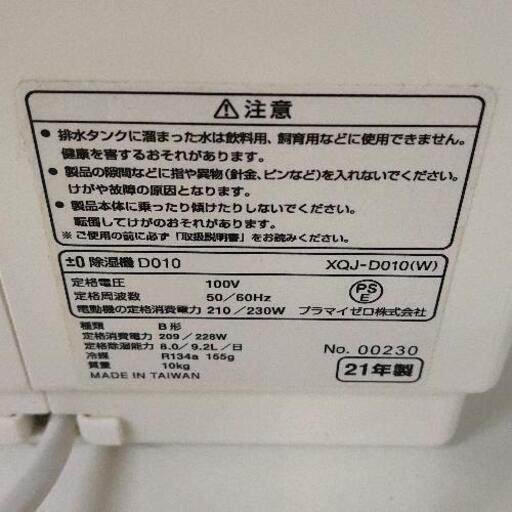 ⚠注意
● 排水タンクに溜まった水は飲料用、飼育用などに使用できません。
健康を害するおそれがあります。
● 製品の隙間などに指や異物(針金、ピンなど)を入れないでください。
けがや故障の原因となります。
● 製品本体に乗ったり傾けたりしないでください。
転倒してけがのおそれがあります。
※ご使用の前に必ず「取扱説明書」をお読みください。
±0 除湿機 D010 XQJ-D010(W)
定格電圧 100V
定格周波数 50/60Hz
電動機の定格消費電力 210/230W
PSE
プラマイゼロ株式会社
種類 B形
定格消費電力 209/228W
定格除湿能力 8.0/9.2L/日
冷媒 R134a 155g
質量 10kg
MADE IN TAIWAN
No. 00230
21年製